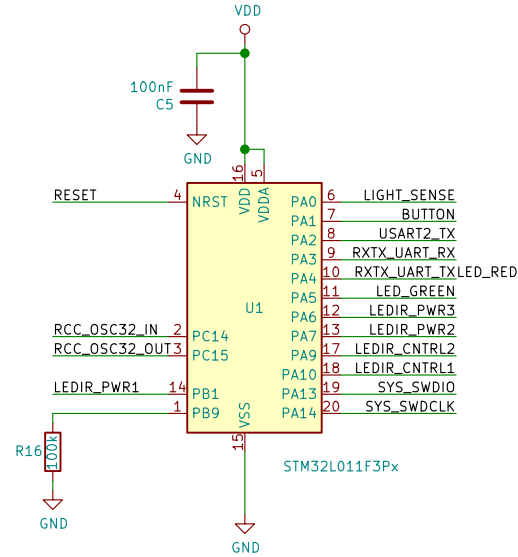 VDD
100nF
C5
GND
16
VDD
5
VDDA
RESET
4
NRST
PA0
6
LIGHT_SENSE
PA1
7
BUTTON
PA2
8
USART2_TX
PA3
9
RXTX_UART_RX
PA4
10
RXTX_UART_TX
LED_RED
PA5
11
LED_GREEN
U1
PA6
12
LEDIR_PWR3
RCC_OSC32_IN
2
PC14
PA7
13
LEDIR_PWR2
RCC_OSC32_OUT
3
PC15
PA9
17
LEDIR_CNTRL2
PA10
18
LEDIR_CNTRL1
LEDIR_PWR1
14
PB1
PA13
19
SYS_SWDIO
1
PB9
PA14
20
SYS_SWDCLK
VSS
15
R16
100k
STM32L011F3Px
GND
GND